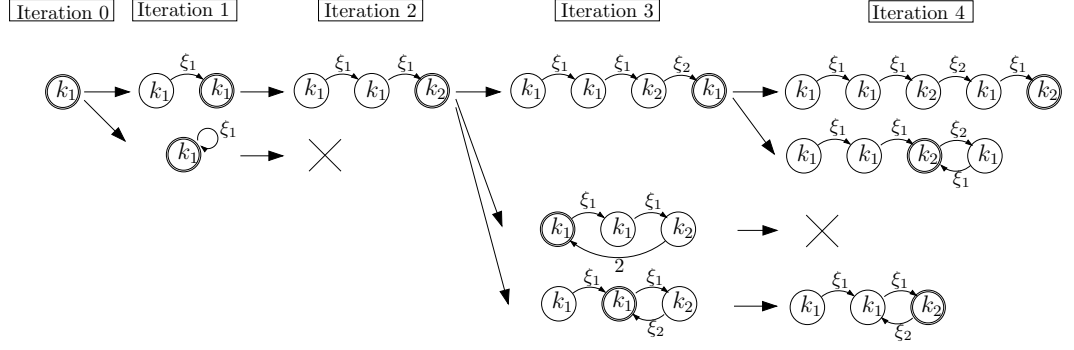 Iteration 0 Iteration 1 Iteration 2 Iteration 3 Iteration 4
ξ₁ ξ₁ ξ₁ ξ₁ ξ₁ ξ₂ ξ₁ ξ₁ ξ₂ ξ₁
k₁ k₁ k₁ k₁ k₁ k₂ k₁ k₁ k₂ k₁ k₁ k₁ k₂ k₁ k₂
ξ₁ ξ₁ ξ₁ ξ₂
k₁ k₁ k₁ k₂ k₁
ξ₁
ξ₁ ξ₁
k₁ k₁ k₂
2
ξ₁ ξ₁ ξ₁ ξ₁
k₁ k₁ k₂ k₁ k₁ k₂
ξ₂ ξ₂